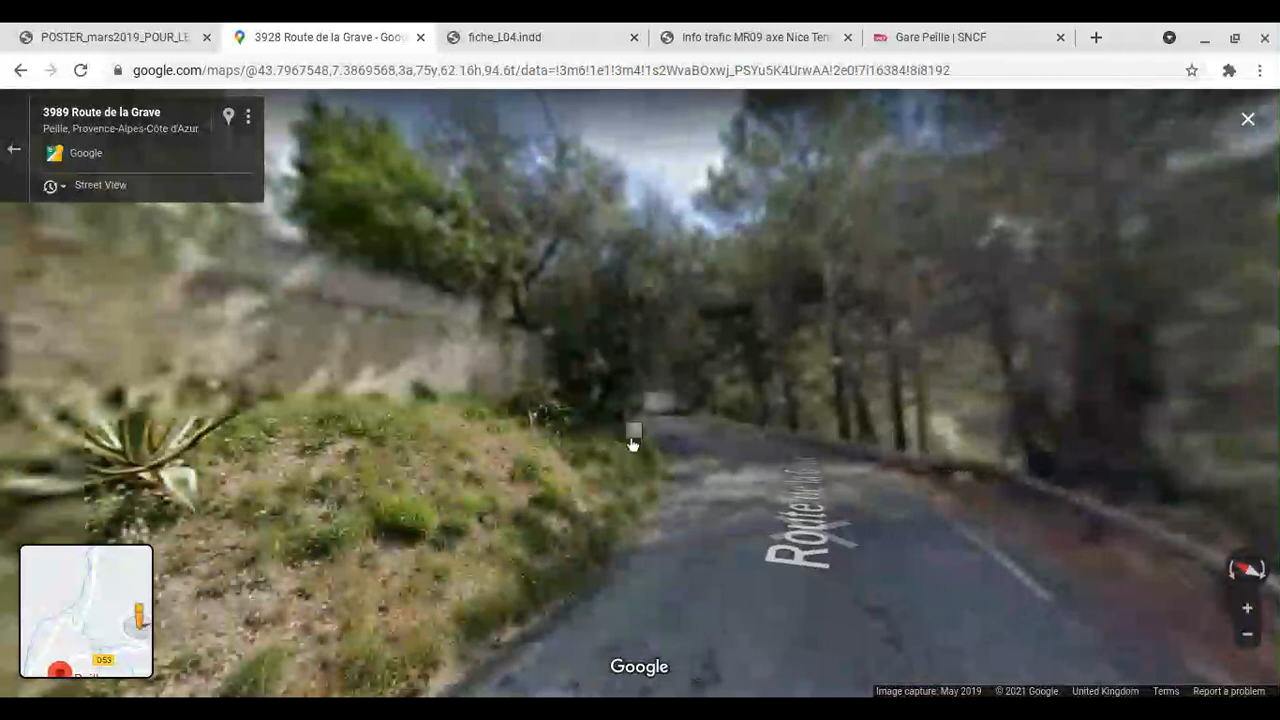 POSTER_mars2019_POUR_LE
3928 Route de la Grave - Goog
fiche_L04.indd
Info trafic MR09 axe Nice Ten
Gare Peille | SNCF
google.com/maps/@43.7967548,7.3869568,3a,75y,62.16h,94.6t/data=!3m6!1e1!3m4!1s2WvaBOxwj_PSYu5K4UrwAA!2e0!7i16384!8i8192
3989 Route de la Grave
Peille, Provence-Alpes-Côte d'Azur
Google
Street View
Route
D53
Google
Image capture: May 2019 © 2021 Google United Kingdom Terms Report a problem